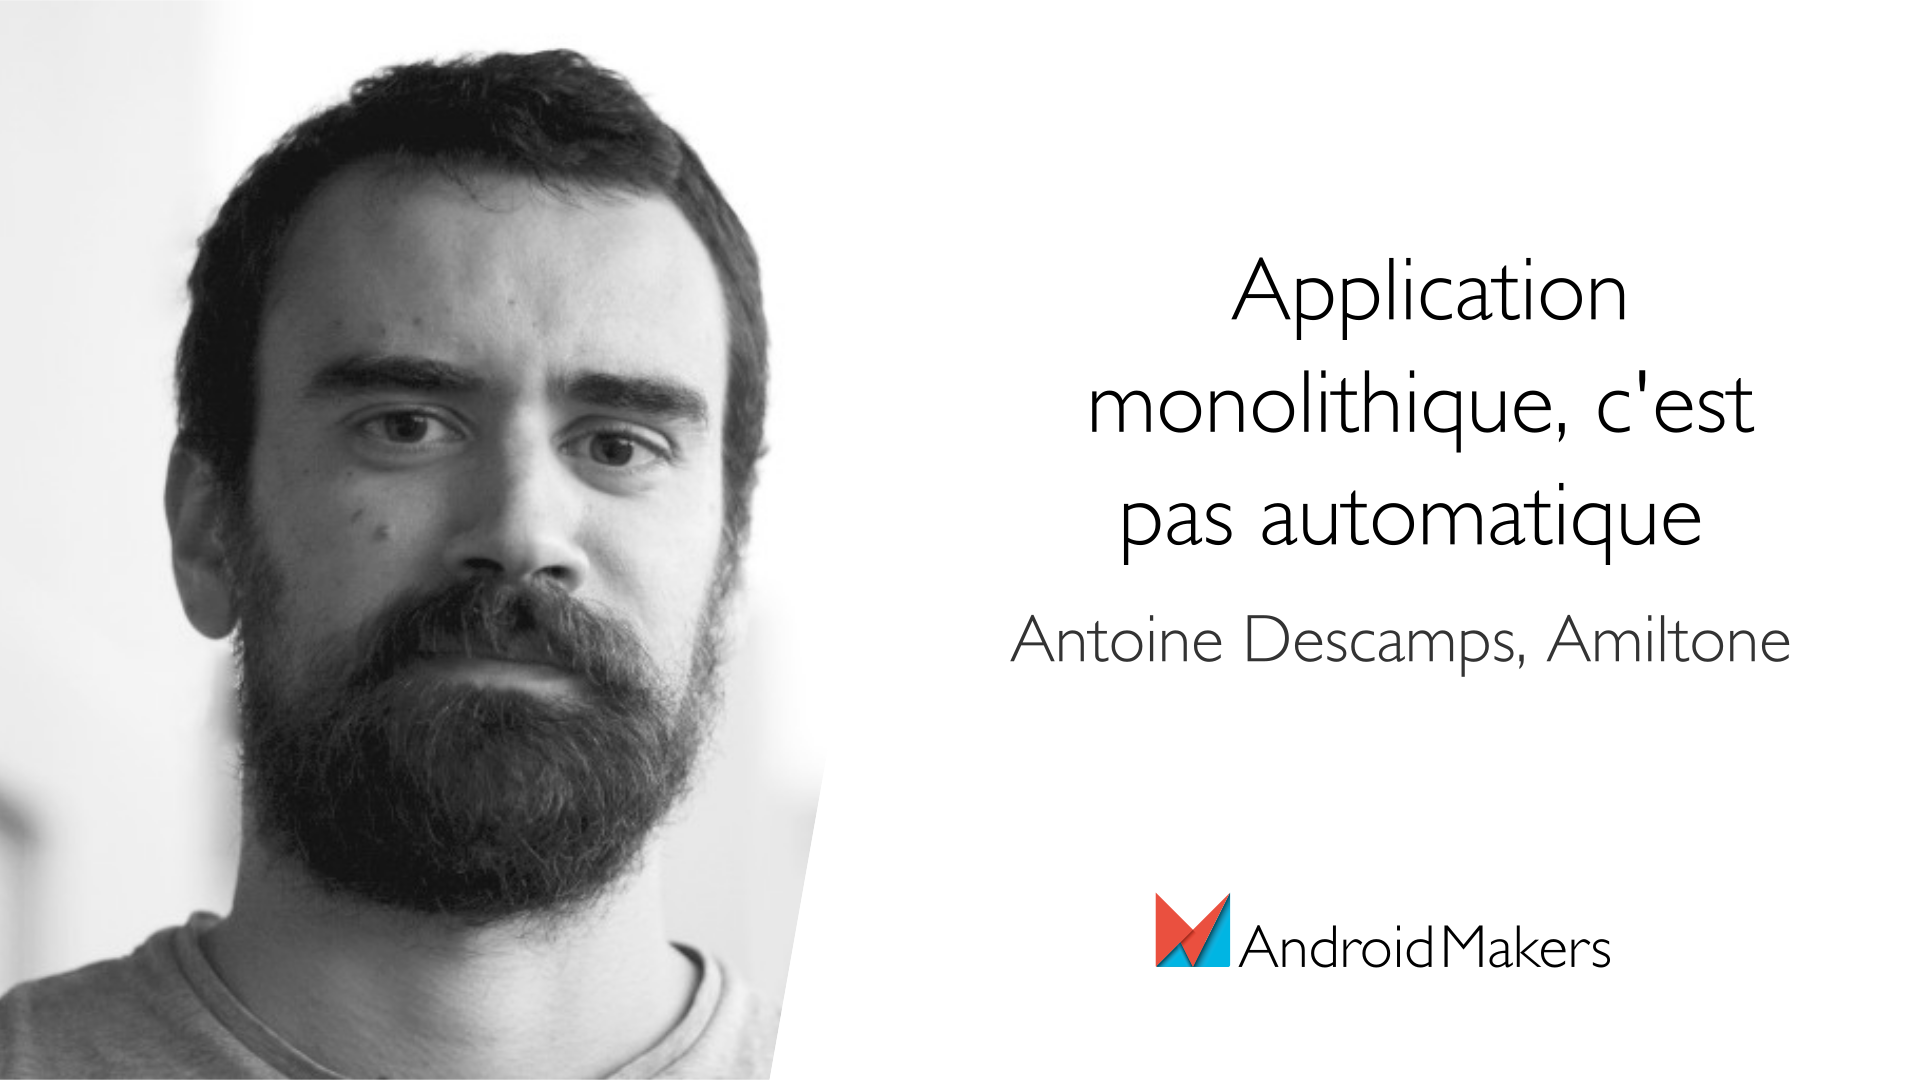 Application
monolithique, c'est
pas automatique
Antoine Descamps, Amiltone
AndroidMakers